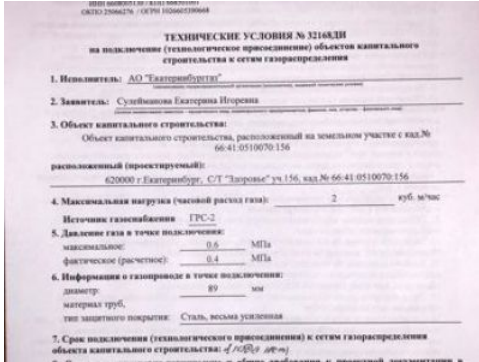 ОКПО 25066276 / ОГРН 1026605390668
ТЕХНИЧЕСКИЕ УСЛОВИЯ № 32168ДИ
на подключение (технологическое присоединение) объектов капитального
строительства к сетям газораспределения
1. Исполнитель: АО "Екатеринбурггаз"
2. Заявитель: Сулейманова Екатерина Игоревна
3. Объект капитального строительства:
Объект капитального строительства, расположенный на земельном участке с кад.№
66:41:0510070:156
расположенный (проектируемый):
620000 г.Екатеринбург, С/Т "Здоровье" уч.156, кад.№ 66:41:0510070:156
4. Максимальная нагрузка (часовой расход газа): 2 куб. м/час
Источник газоснабжения ГРС-2
5. Давление газа в точке подключения:
максимальное: 0.6 МПа
фактическое (расчетное): 0.4 МПа
6. Информация о газопроводе в точке подключения:
диаметр: 89 мм
материал труб,
тип защитного покрытия: Сталь, весьма усиленная
7. Срок подключения (технологического присоединения) к сетям газораспределения
объекта капитального строительства: